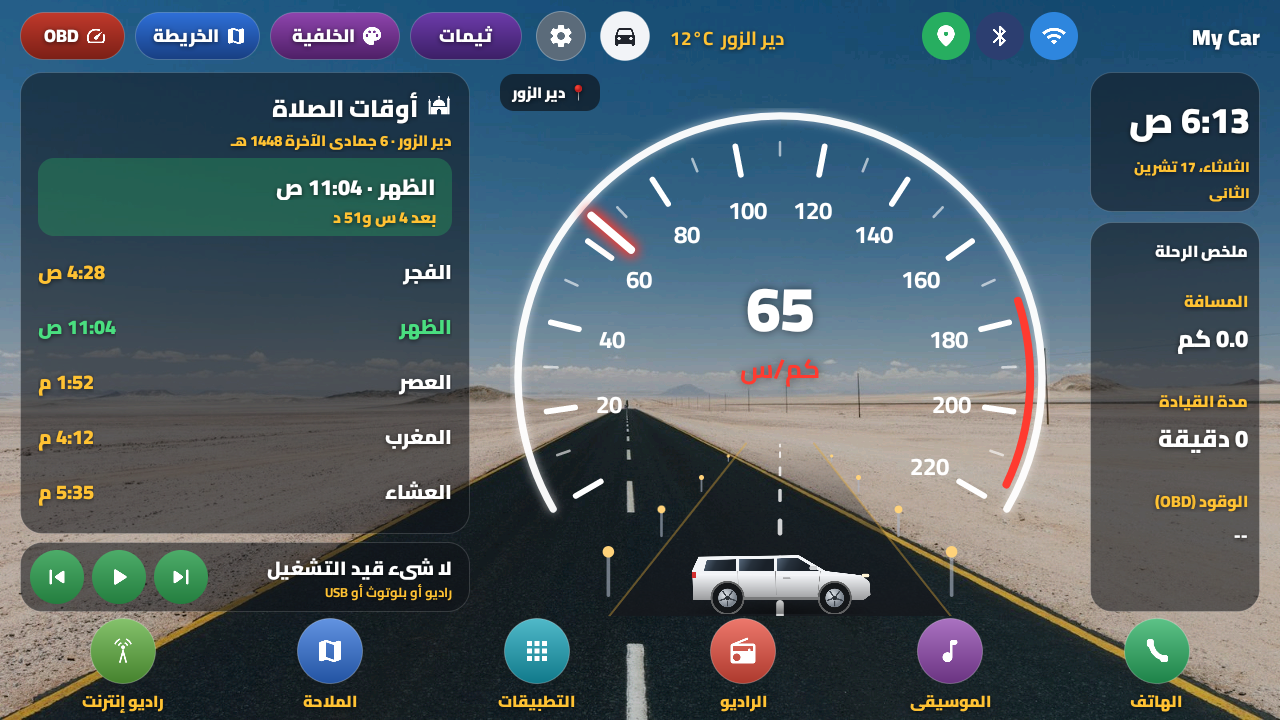 My Car
دير الزور 12°C
ثيمات
الخلفية
الخريطة
OBD
6:13 ص
الثلاثاء، 17 تشرين
الثاني
ملخص الرحلة
المسافة
0.0 كم
مدة القيادة
0 دقيقة
الوقود (OBD)
--
دير الزور
20
40
60
80
100
120
140
160
180
200
220
65
كم/س
أوقات الصلاة
دير الزور · 6 جمادى الآخرة 1448 هـ
الظهر · 11:04 ص
بعد 4 س و51 د
الفجر 4:28 ص
الظهر 11:04 ص
العصر 1:52 م
المغرب 4:12 م
العشاء 5:35 م
لا شيء قيد التشغيل
راديو أو بلوتوث أو USB
الهاتف
الموسيقى
الراديو
التطبيقات
الملاحة
راديو إنترنت